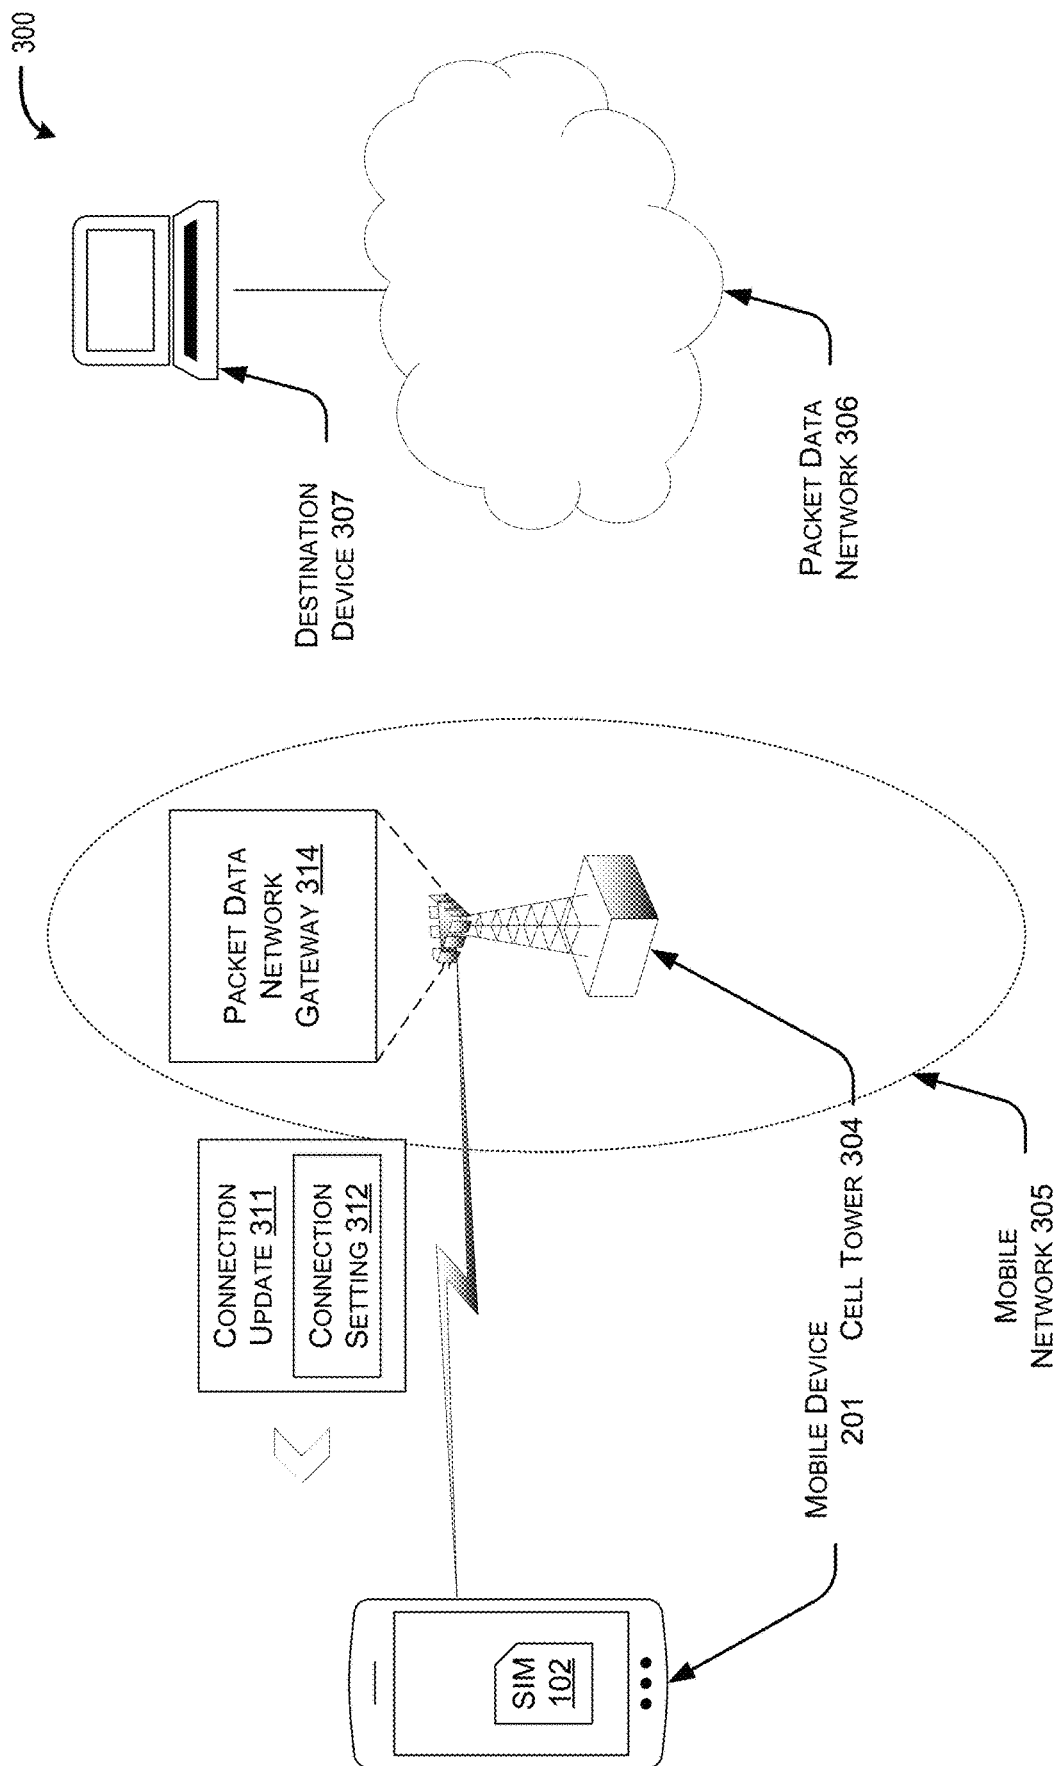 300
DESTINATION
DEVICE 307
PACKET DATA
NETWORK 306
PACKET DATA
NETWORK
GATEWAY 314
CONNECTION
UPDATE 311
CONNECTION
SETTING 312
SIM
102
MOBILE DEVICE
201
CELL TOWER 304
MOBILE
NETWORK 305